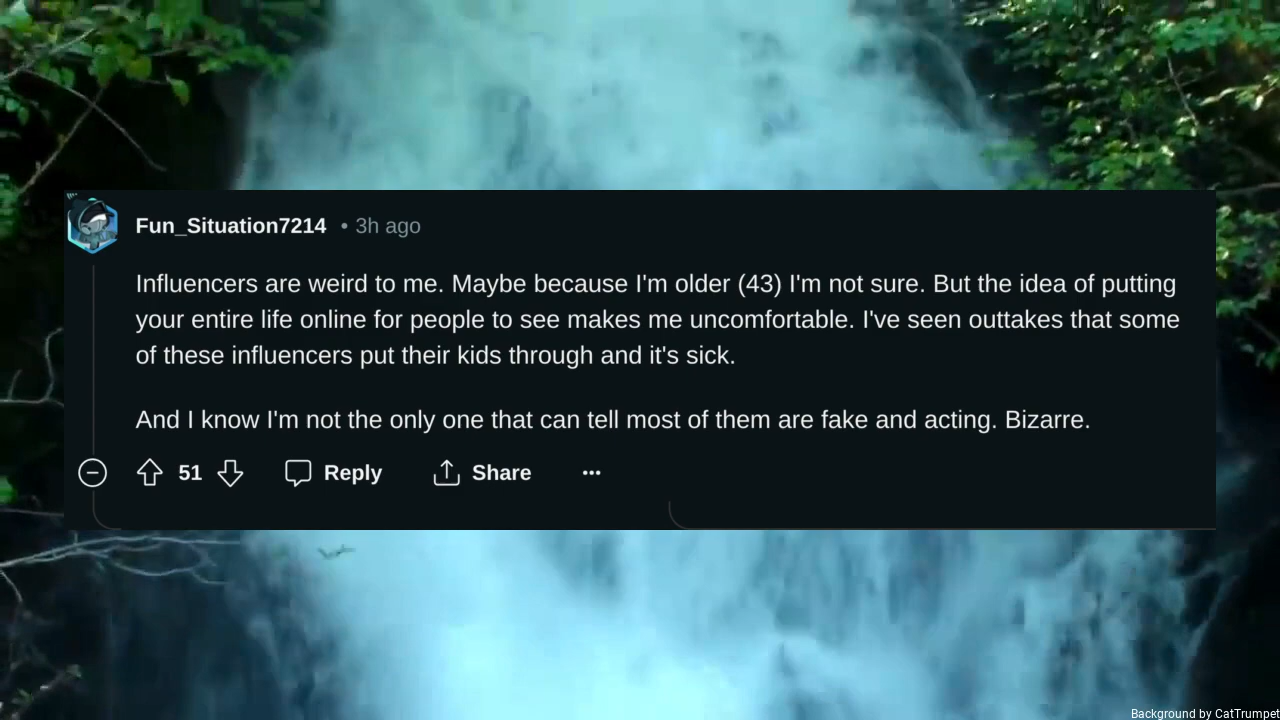 Fun_Situation7214 • 3h ago
Influencers are weird to me. Maybe because I'm older (43) I'm not sure. But the idea of putting
your entire life online for people to see makes me uncomfortable. I've seen outtakes that some
of these influencers put their kids through and it's sick.
And I know I'm not the only one that can tell most of them are fake and acting. Bizarre.
51 Reply Share ...
Background by CatTrumpet